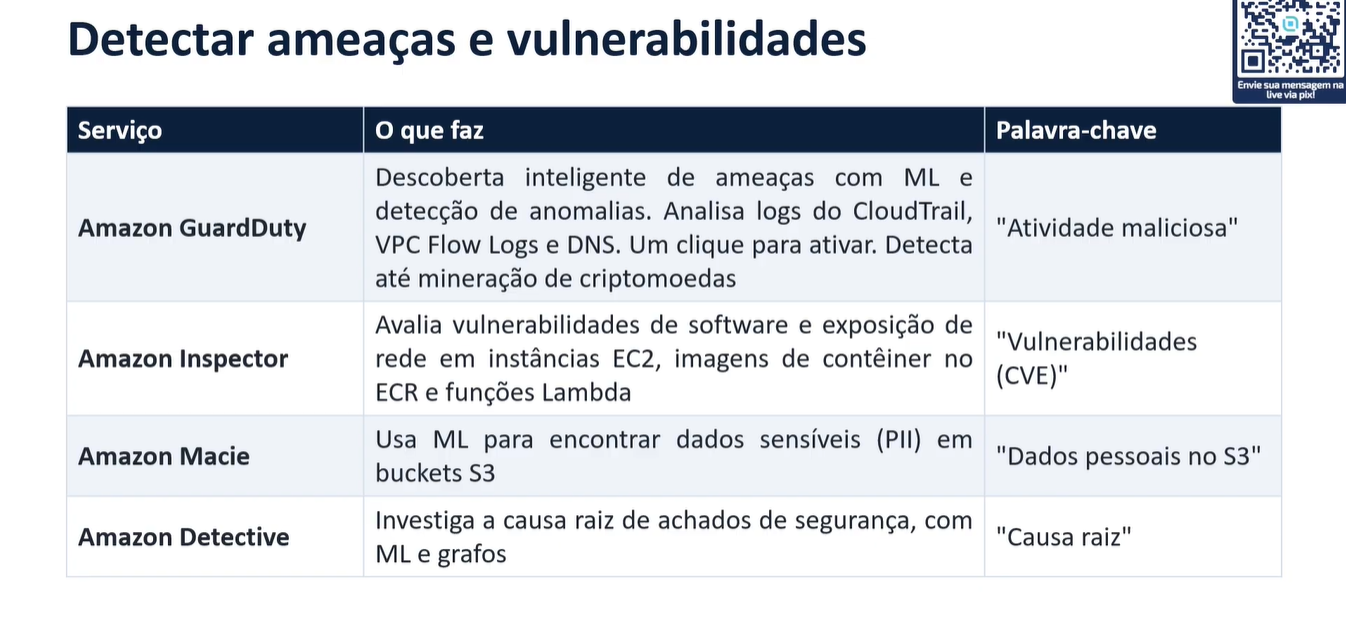 Detectar ameaças e vulnerabilidades
Envie sua mensagem na
live via pix!
Serviço
O que faz
Palavra-chave
Amazon GuardDuty
Descoberta inteligente de ameaças com ML e
detecção de anomalias. Analisa logs do CloudTrail,
VPC Flow Logs e DNS. Um clique para ativar. Detecta
até mineração de criptomoedas
"Atividade maliciosa"
Amazon Inspector
Avalia vulnerabilidades de software e exposição de
rede em instâncias EC2, imagens de contêiner no
ECR e funções Lambda
"Vulnerabilidades
(CVE)"
Amazon Macie
Usa ML para encontrar dados sensíveis (PII) em
buckets S3
"Dados pessoais no S3"
Amazon Detective
Investiga a causa raiz de achados de segurança, com
ML e grafos
"Causa raiz"